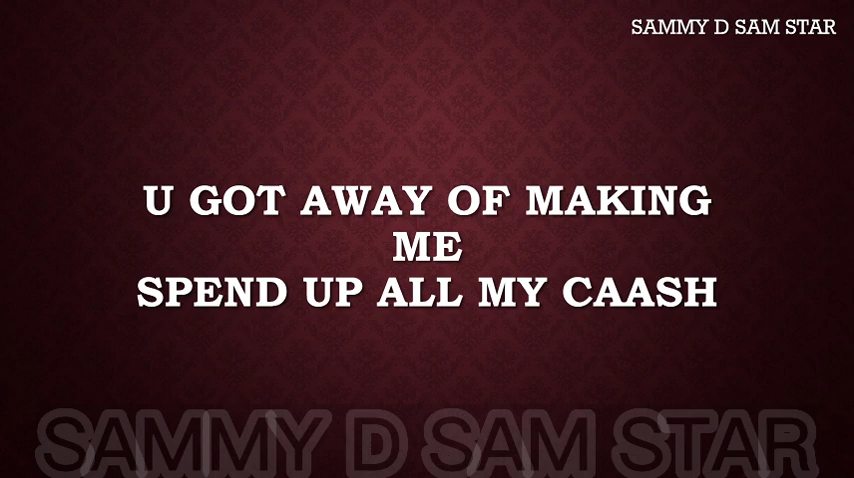 SAMMY D SAM STAR
U GOT AWAY OF MAKING
ME
SPEND UP ALL MY CAASH
SAMMY D SAM STAR